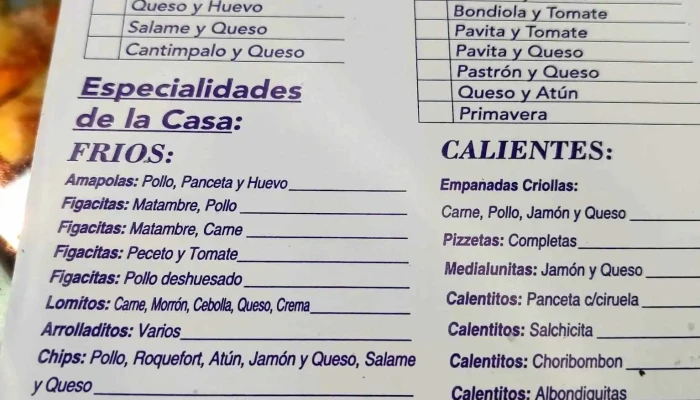 Queso y Huevo
Salame y Queso
Cantimpalo y Queso
Bondiola y Tomate
Pavita y Tomate
Pavita y Queso
Pastrón y Queso
Queso y Atún
Primavera
Especialidades
de la Casa:
FRIOS:
Amapolas: Pollo, Panceta y Huevo
Figacitas: Matambre, Pollo
Figacitas: Matambre, Carne
Figacitas: Peceto y Tomate
Figacitas: Pollo deshuesado
Lomitos: Carne, Morrón, Cebolla, Queso, Crema
Arrolladitos: Varios
Chips: Pollo, Roquefort, Atún, Jamón y Queso, Salame
y Queso
CALIENTES:
Empanadas Criollas:
Carne, Pollo, Jamón y Queso
Pizzetas: Completas
Medialunitas: Jamón y Queso
Calentitos: Panceta c/ciruela
Calentitos: Salchicita
Calentitos: Choribombon
Calentitos: Albondiguitas